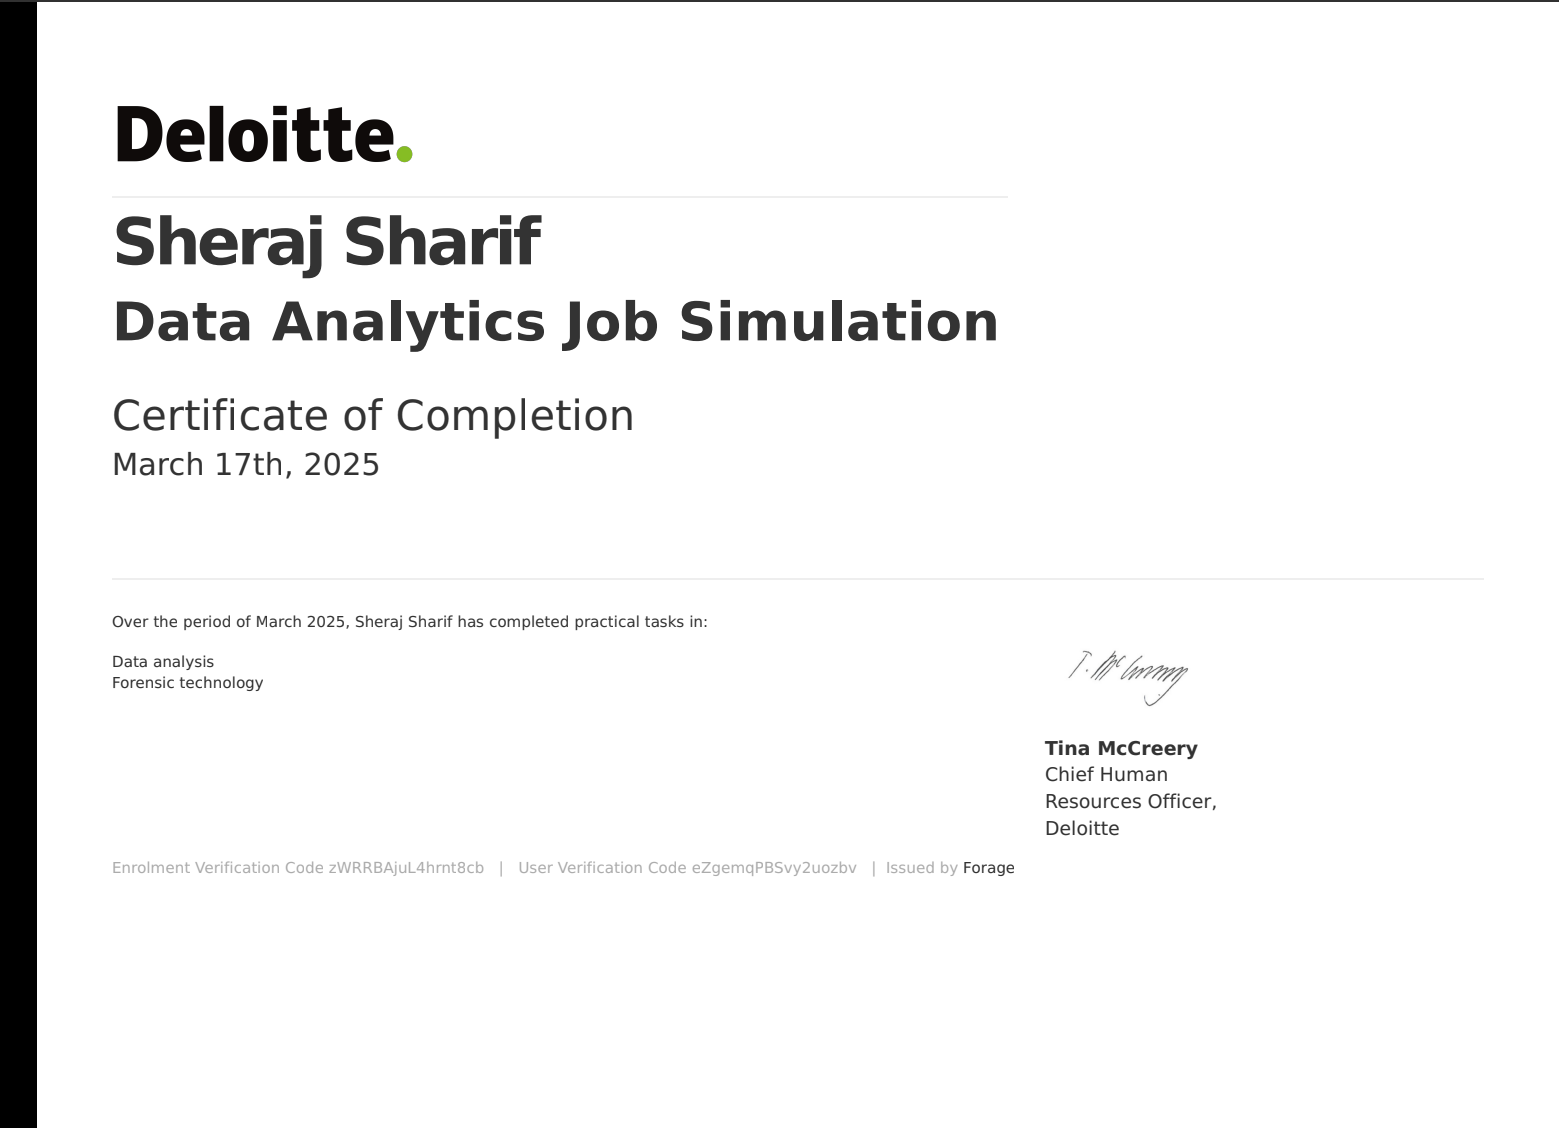 Deloitte.
Sheraj Sharif
Data Analytics Job Simulation
Certificate of Completion
March 17th, 2025
Over the period of March 2025, Sheraj Sharif has completed practical tasks in:
Data analysis
Forensic technology
T. McCreery
Tina McCreery
Chief Human
Resources Officer,
Deloitte
Enrolment Verification Code zWRRBAjuL4hrnt8cb | User Verification Code eZgemqPBSvy2uozbv | Issued by Forage